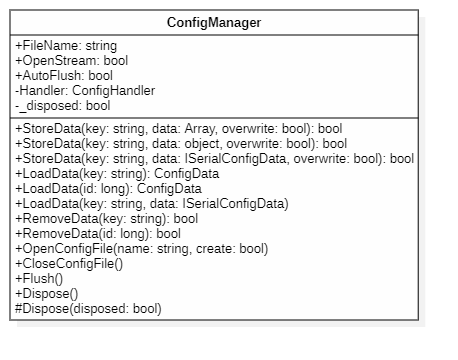 ConfigManager
+FileName: string
+OpenStream: bool
+AutoFlush: bool
-Handler: ConfigHandler
-_disposed: bool
+StoreData(key: string, data: Array, overwrite: bool): bool
+StoreData(key: string, data: object, overwrite: bool): bool
+StoreData(key: string, data: ISerialConfigData, overwrite: bool): bool
+LoadData(key: string): ConfigData
+LoadData(id: long): ConfigData
+LoadData(key: string, data: ISerialConfigData)
+RemoveData(key: string): bool
+RemoveData(id: long): bool
+OpenConfigFile(name: string, create: bool)
+CloseConfigFile()
+Flush()
+Dispose()
#Dispose(disposed: bool)